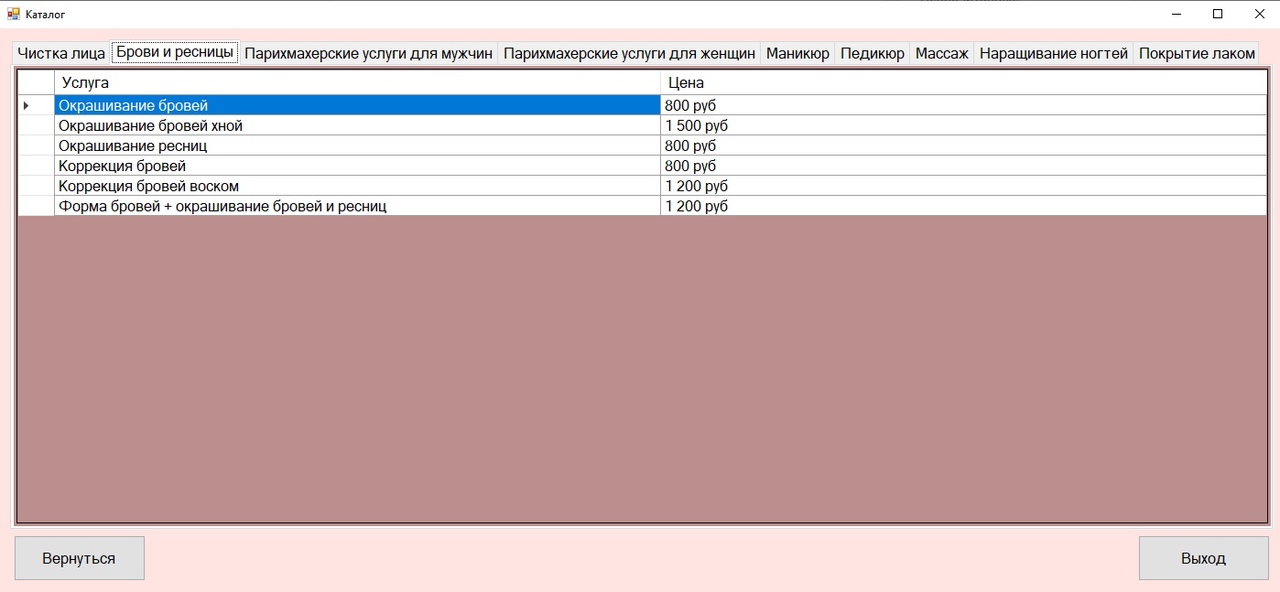 Каталог
Чистка лица Брови и ресницы Парихмахерские услуги для мужчин Парихмахерские услуги для женщин Маникюр Педикюр Массаж Наращивание ногтей Покрытие лаком
Услуга Цена
Окрашивание бровей 800 руб
Окрашивание бровей хной 1 500 руб
Окрашивание ресниц 800 руб
Коррекция бровей 800 руб
Коррекция бровей воском 1 200 руб
Форма бровей + окрашивание бровей и ресниц 1 200 руб
Вернуться Выход